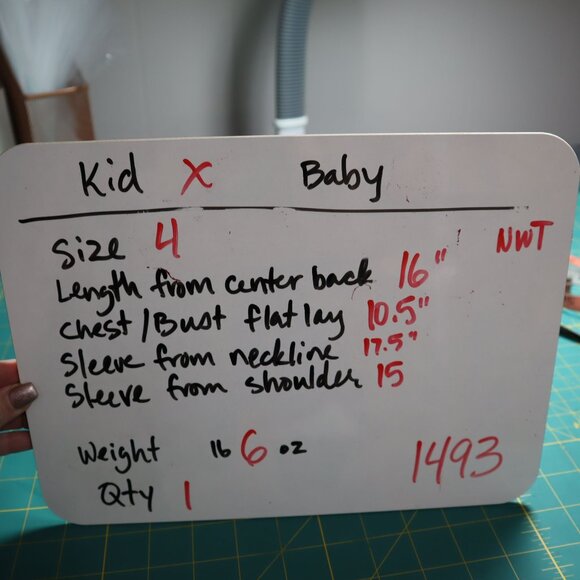 Kid X Baby
Size 4 NWT
Length from center back 16"
Chest/Bust flat lay 10.5"
Sleeve from neckline 17.5"
Sleeve from shoulder 15
Weight lb 6 oz
Qty 1 1493